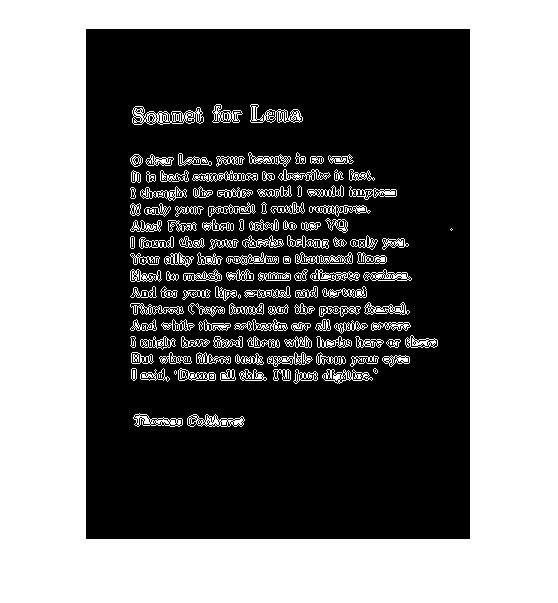 Sonnet for Lena
O dear Lena, your beauty is so vast
It is hard sometimes to describe it fast.
I thought the entire world I would impress
If only your portrait I could compress.
Alas! First when I tried to use VQ
I found that your cheeks belong to only you.
Your silky hair contains a thousand lines
Hard to match with sums of discrete cosines.
And for your lips, sensual and tactual
Thirteen Crays found not the proper fractal.
And while these setbacks are all quite severe
I might have fixed them with hacks here or there
But when filters took sparkle from your eyes
I said, 'Damn all this. I'll just digitize.'
Thomas Colthurst